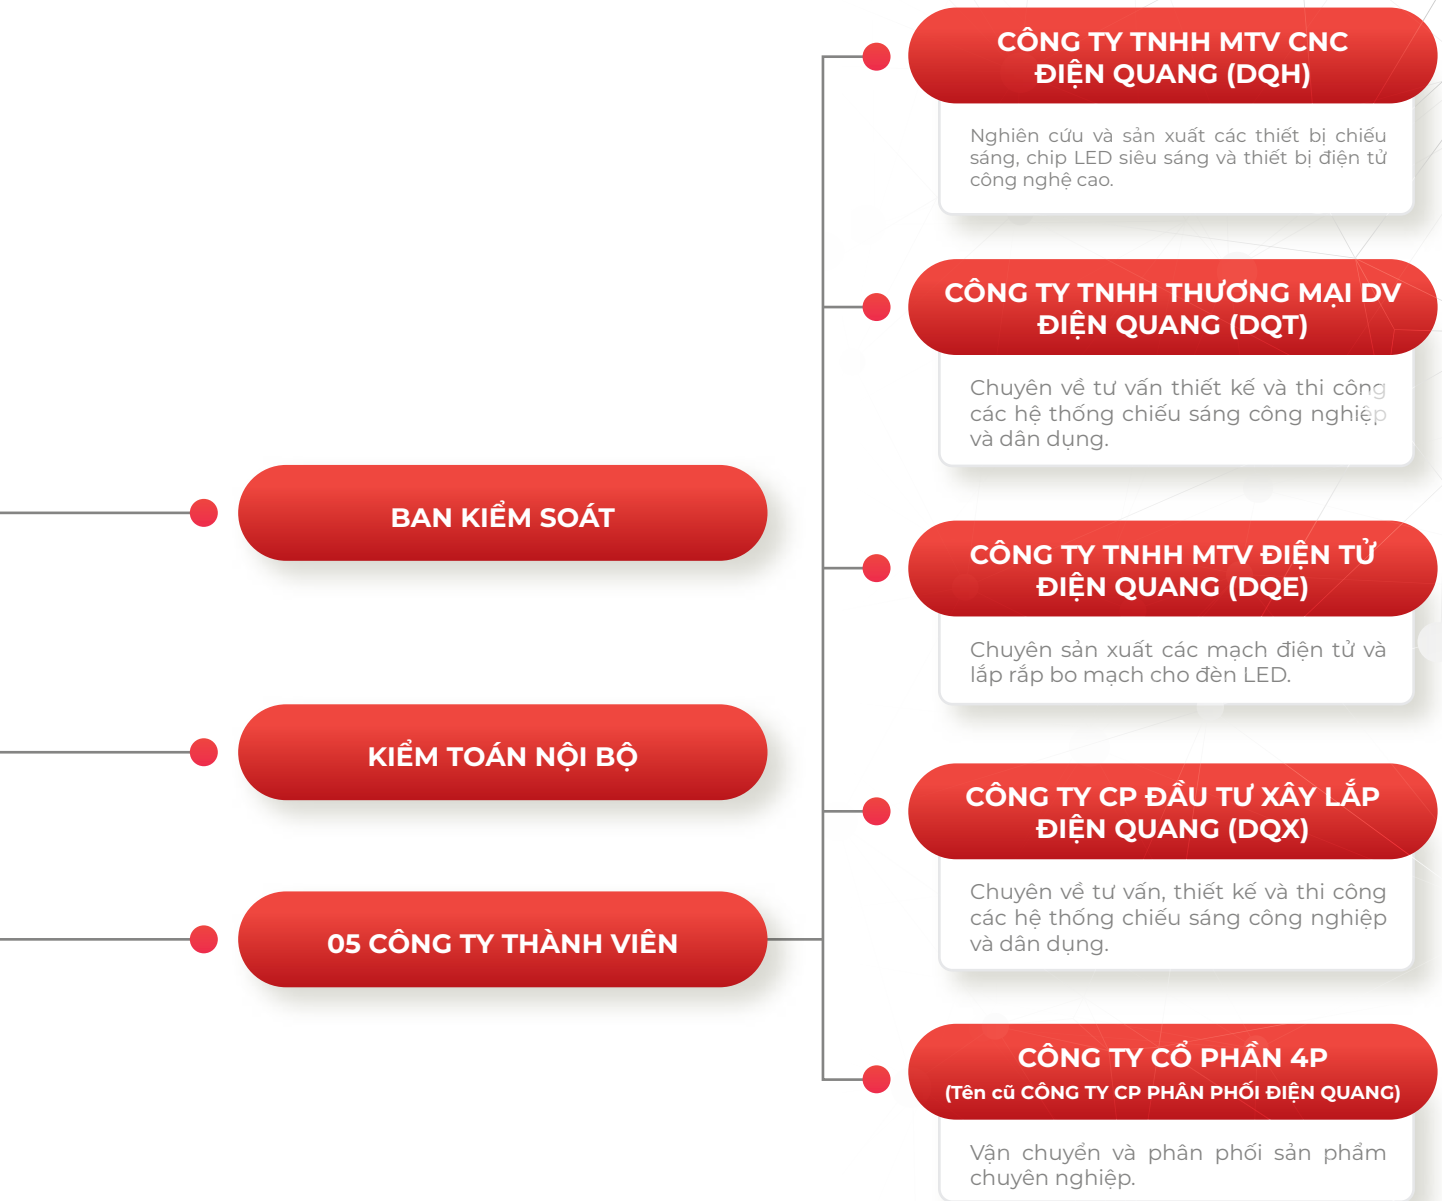 BAN KIỂM SOÁT
KIỂM TOÁN NỘI BỘ
05 CÔNG TY THÀNH VIÊN
CÔNG TY TNHH MTV CNC
ĐIỆN QUANG (DQH)
Nghiên cứu và sản xuất các thiết bị chiếu
sáng, chip LED siêu sáng và thiết bị điện tử
công nghệ cao.
CÔNG TY TNHH THƯƠNG MẠI DV
ĐIỆN QUANG (DQT)
Chuyên về tư vấn thiết kế và thi công
các hệ thống chiếu sáng công nghiệp
và dân dụng.
CÔNG TY TNHH MTV ĐIỆN TỬ
ĐIỆN QUANG (DQE)
Chuyên sản xuất các mạch điện tử và
lắp rắp bo mạch cho đèn LED.
CÔNG TY CP ĐẦU TƯ XÂY LẮP
ĐIỆN QUANG (DQX)
Chuyên về tư vấn, thiết kế và thi công
các hệ thống chiếu sáng công nghiệp
và dân dụng.
CÔNG TY CỔ PHẦN 4P
(Tên cũ CÔNG TY CP PHÂN PHỐI ĐIỆN QUANG)
Vận chuyển và phân phối sản phẩm
chuyên nghiệp.